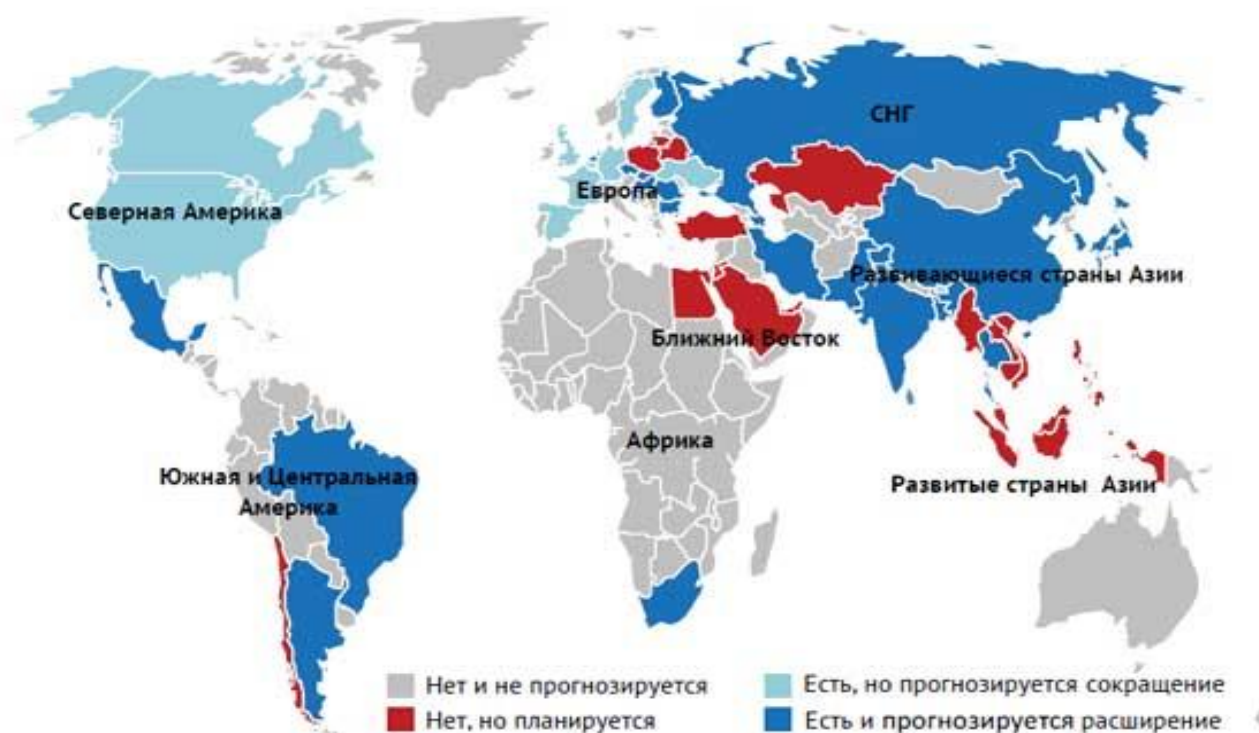 СНГ
Северная Америка
Европа
Развивающиеся страны Азии
Ближний Восток
Африка
Южная и Центральная
Америка
Развитые страны Азии
Нет и не прогнозируется
Есть, но прогнозируется сокращение
Нет, но планируется
Есть и прогнозируется расширение